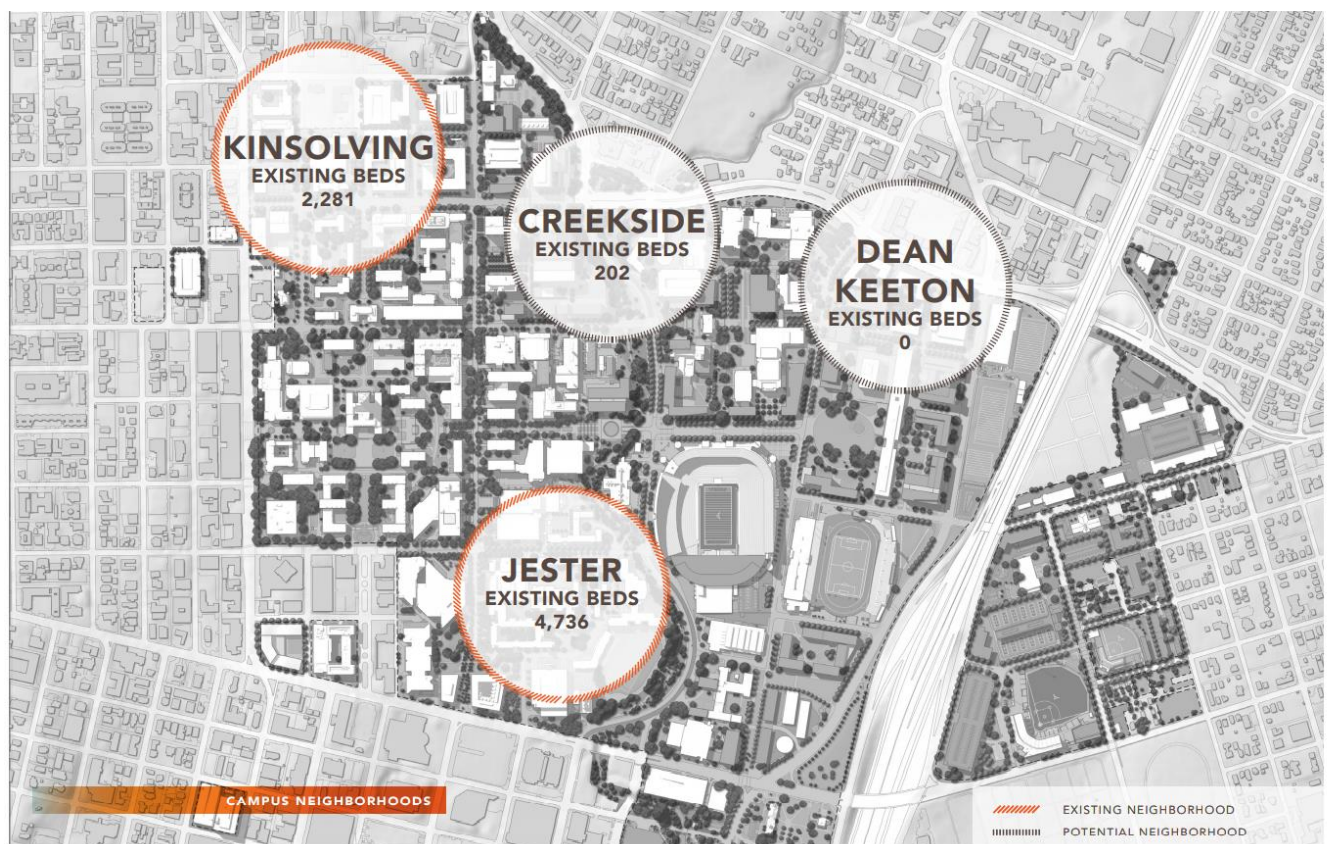 KINSOLVING
EXISTING BEDS
2,281
CREEKSIDE
EXISTING BEDS
202
DEAN
KEETON
EXISTING BEDS
0
JESTER
EXISTING BEDS
4,736
CAMPUS NEIGHBORHOODS
EXISTING NEIGHBORHOOD
POTENTIAL NEIGHBORHOOD